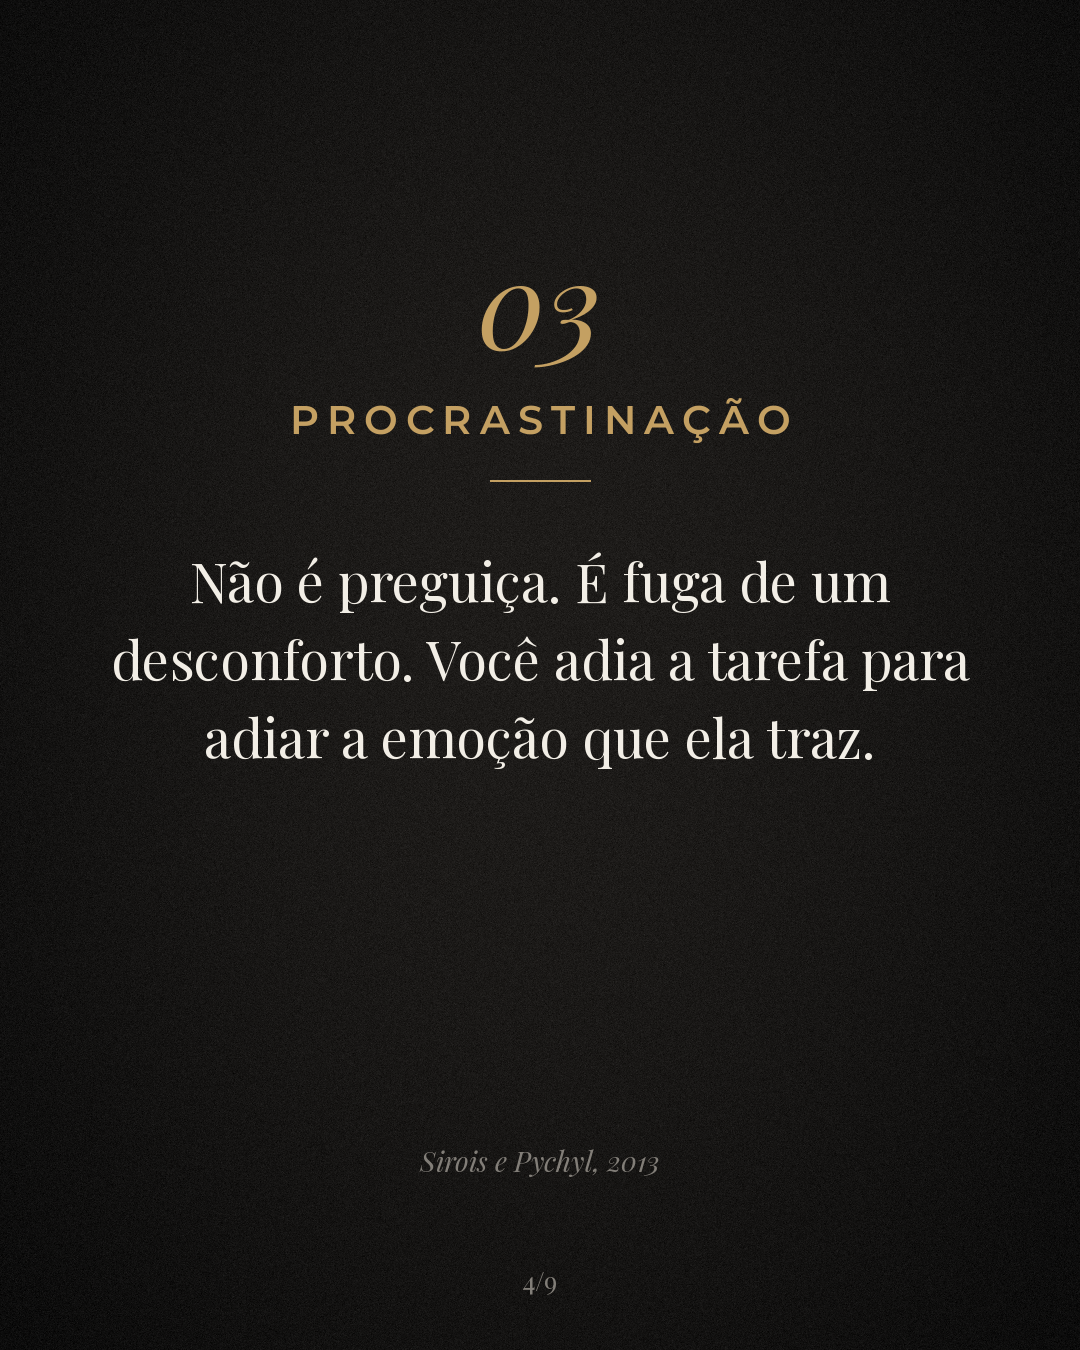 03
PROCRASTINAÇÃO
Não é preguiça. É fuga de um
desconforto. Você adia a tarefa para
adiar a emoção que ela traz.
Sirois e Pychyl, 2013
4/9